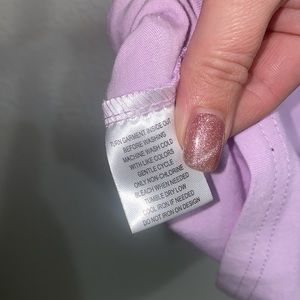 TURN GARMENT INSIDE OUT
BEFORE WASHING
MACHINE WASH COLD
WITH LIKE COLORS
GENTLE CYCLE
ONLY NON-CHLORINE
BLEACH WHEN NEEDED
TUMBLE DRY LOW
COOL IRON IF NEEDED
DO NOT IRON ON DESIGN